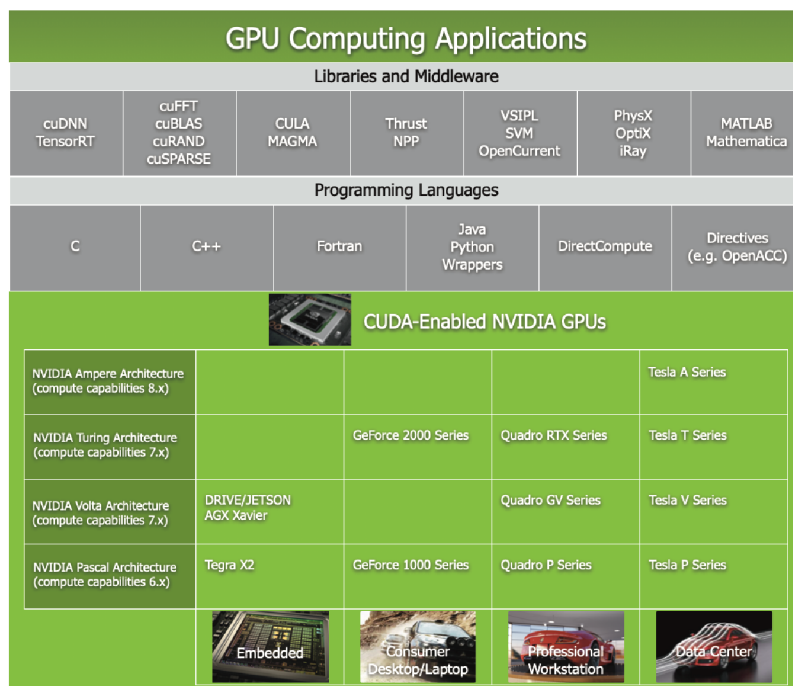 GPU Computing Applications
Libraries and Middleware
cuDNN
TensorRT
cuFFT
cuBLAS
cuRAND
cuSPARSE
CULA
MAGMA
Thrust
NPP
VSIPL
SVM
OpenCurrent
PhysX
OptiX
iRay
MATLAB
Mathematica
Programming Languages
C
C++
Fortran
Java
Python
Wrappers
DirectCompute
Directives
(e.g. OpenACC)
CUDA-Enabled NVIDIA GPUs
NVIDIA Ampere Architecture
(compute capabilities 8.x)
Tesla A Series
NVIDIA Turing Architecture
(compute capabilities 7.x)
GeForce 2000 Series
Quadro RTX Series
Tesla T Series
NVIDIA Volta Architecture
(compute capabilities 7.x)
DRIVE/JETSON
AGX Xavier
Quadro GV Series
Tesla V Series
NVIDIA Pascal Architecture
(compute capabilities 6.x)
Tegra X2
GeForce 1000 Series
Quadro P Series
Tesla P Series
Embedded
Consumer
Desktop/Laptop
Professional
Workstation
Data Center